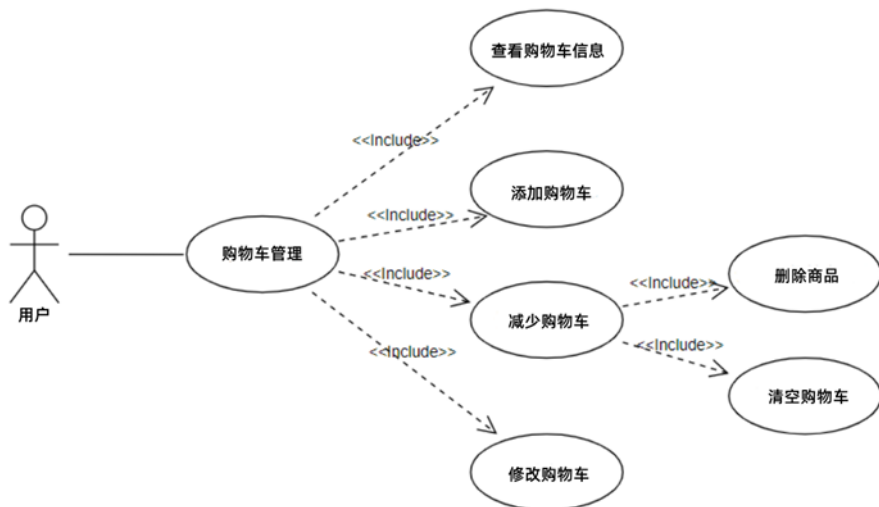 查看购物车信息
<<Include>>
添加购物车
<<Include>>
用户
购物车管理
<<Include>>
减少购物车
<<Include>>
删除商品
<<Include>>
清空购物车
<<Include>>
修改购物车